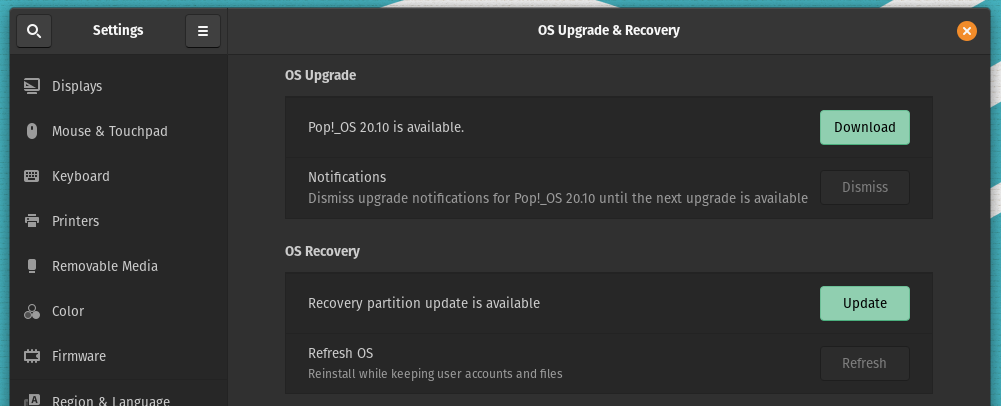 Settings
OS Upgrade & Recovery
Displays
Mouse & Touchpad
Keyboard
Printers
Removable Media
Color
Firmware
Region & Language
OS Upgrade
Pop!_OS 20.10 is available.
Download
Notifications
Dismiss upgrade notifications for Pop!_OS 20.10 until the next upgrade is available
Dismiss
OS Recovery
Recovery partition update is available
Update
Refresh OS
Reinstall while keeping user accounts and files
Refresh